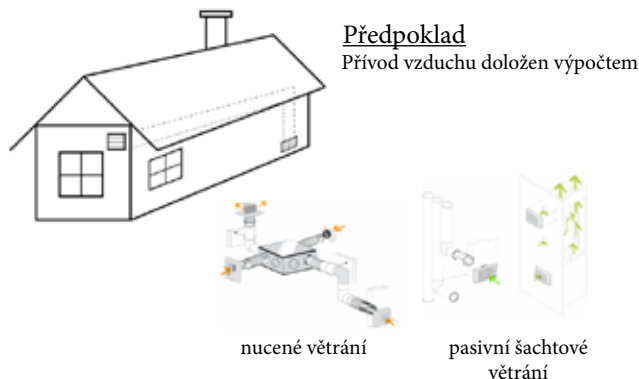 Předpoklad
Přívod vzduchu doložen výpočtem
nucené větrání
pasivní šachtové
větrání